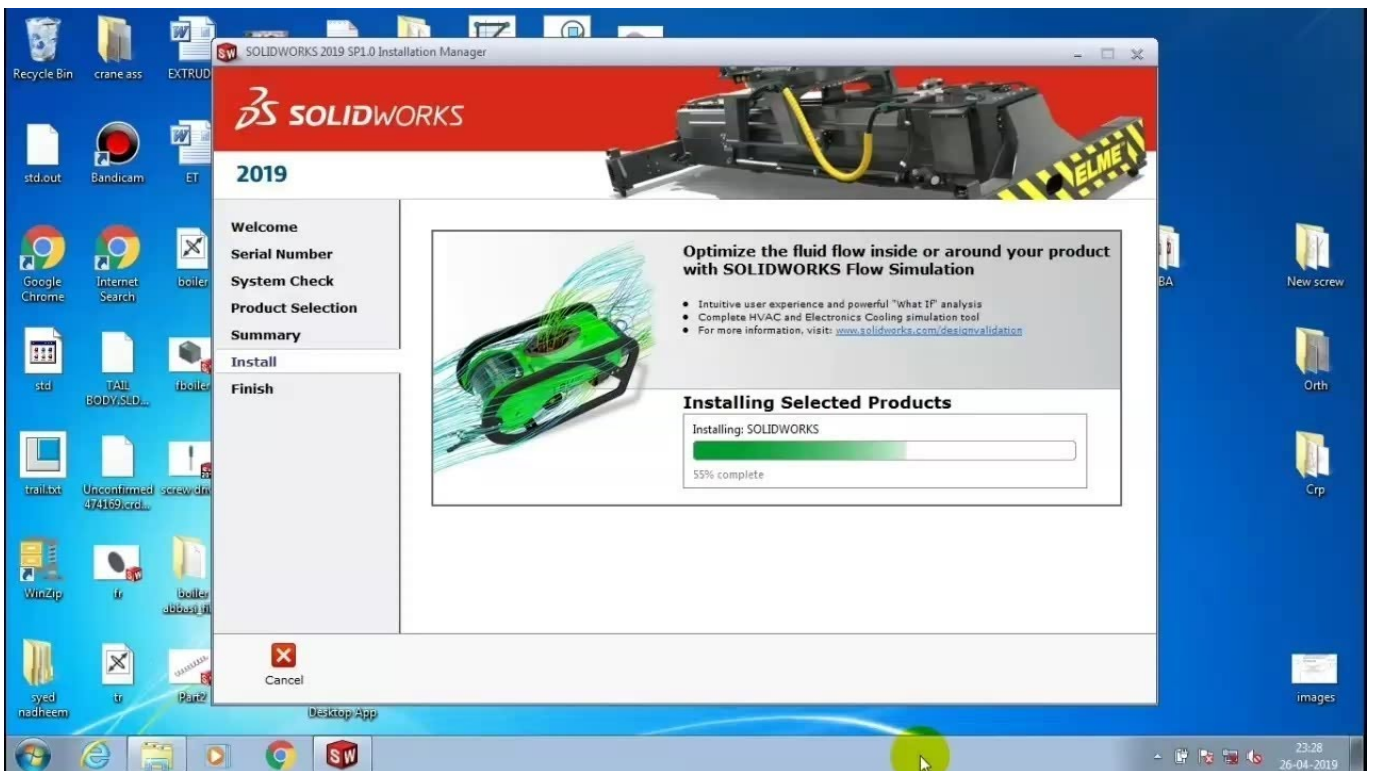 SOLIDWORKS 2019 SP1.0 Installation Manager
SOLIDWORKS
2019
ELME
Welcome
Serial Number
System Check
Product Selection
Summary
Install
Finish
Optimize the fluid flow inside or around your product
with SOLIDWORKS Flow Simulation
Intuitive user experience and powerful "What If" analysis
Complete HVAC and Electronics Cooling simulation tool
For more information, visit: www.solidworks.com/designvalidation
Installing Selected Products
Installing: SOLIDWORKS
55% complete
Cancel
Recycle Bin
crane ass
EXTRUD
std.out
Bandicam
ET
Google
Chrome
Internet
Search
boiler
std
TAIL
BODY.SLD...
fboiler
trail.txt
Unconfirmed
474169.crd...
screw dri
WinZip
boiler
abbasi_fil
syed
nadheem
tr
Part2
Desktop App
BA
New screw
Orth
Crp
images
23:28
26-04-2019